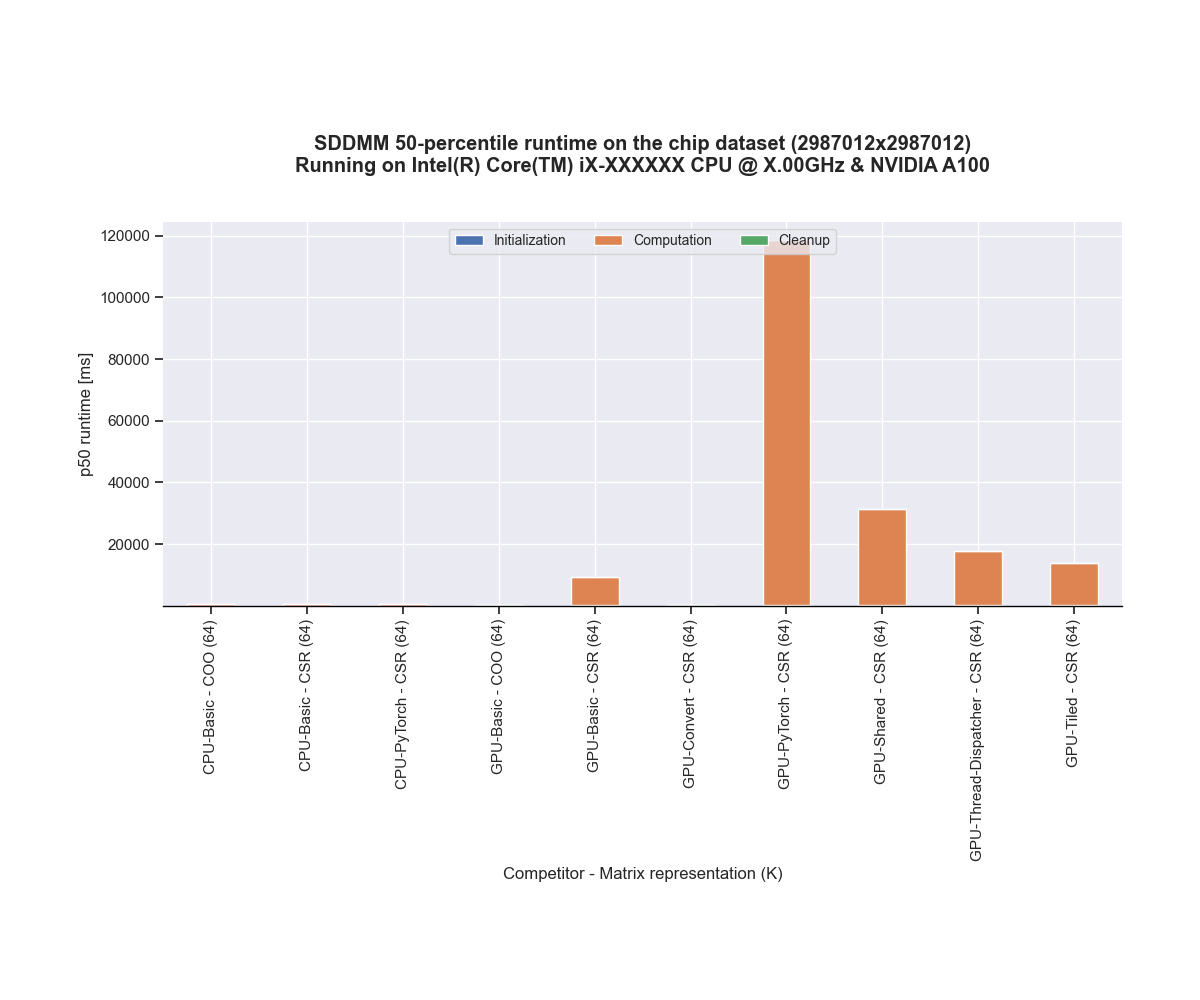 SDDMM 50-percentile runtime on the chip dataset (2987012x2987012)
Running on Intel(R) Core(TM) iX-XXXXXX CPU @ X.00GHz & NVIDIA A100
Initialization
Computation
Cleanup
p50 runtime [ms]
120000
100000
80000
60000
40000
20000
CPU-Basic - COO (64)
CPU-Basic - CSR (64)
CPU-PyTorch - CSR (64)
GPU-Basic - COO (64)
GPU-Basic - CSR (64)
GPU-Convert - CSR (64)
GPU-PyTorch - CSR (64)
GPU-Shared - CSR (64)
GPU-Thread-Dispatcher - CSR (64)
GPU-Tiled - CSR (64)
Competitor - Matrix representation (K)